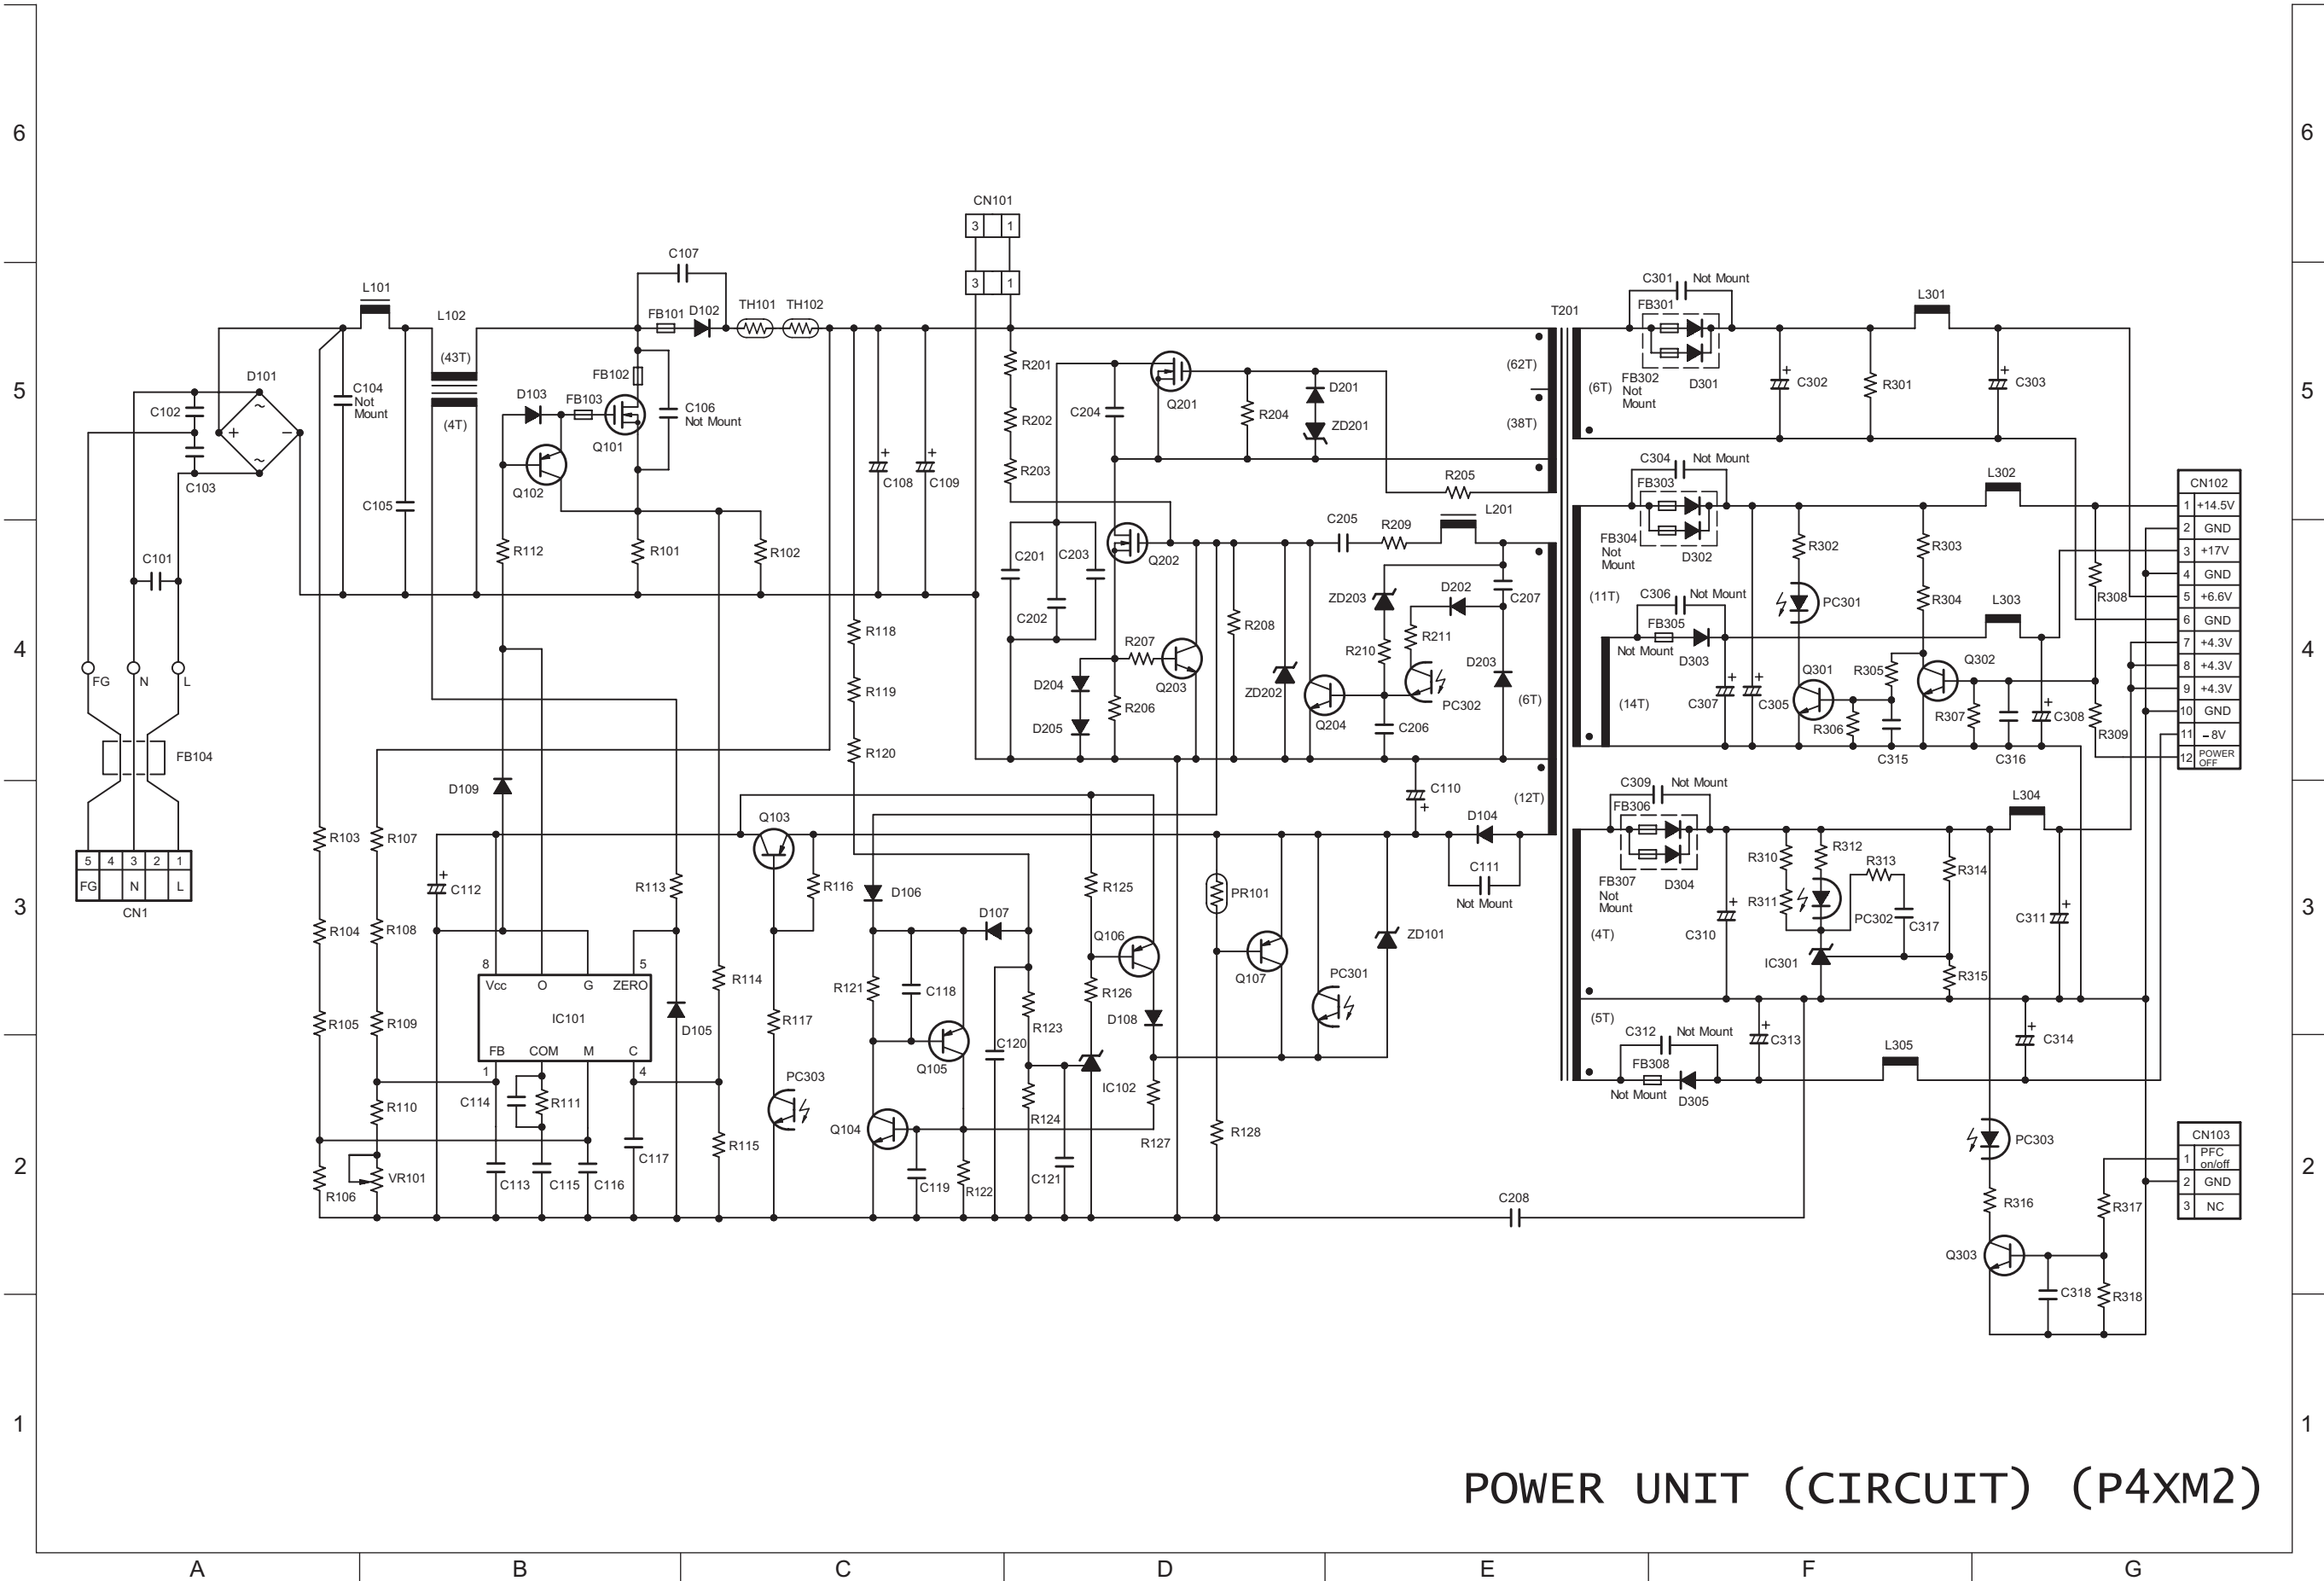 6
6
CN101
3 1
C107
3 1
L101
L102
FB101 D102
TH101 TH102
T201
C301 Not Mount
FB301
L301
(43T)
FB102
R201
(62T)
D101
C104
Not
Mount
D103
FB103
C106
Not Mount
Q201
D201
(6T)
FB302
Not
Mount
D301
C302
R301
C303
5
5
C102
~
+ −
~
(4T)
Q101
R202
C204
R204
ZD201
(38T)
C103
Q102
R203
C108
C109
R205
C304 Not Mount
FB303
L302
CN102
C105
L201
1 +14.5V
2 GND
3 +17V
4 GND
5 +6.6V
6 GND
7 +4.3V
8 +4.3V
9 +4.3V
10 GND
11 −8V
12 POWER
OFF
C101
R112
R101
R102
C201
C203
Q202
C205
R209
FB304
Not
Mount
D302
R302
R303
C202
ZD203
D202
C207
(11T)
C306 Not Mount
PC301
R304
L303
R308
FB305
R118
R207
R208
R210
R211
Not Mount
D303
4
4
FG N L
R119
D204
Q203
ZD202
D203
Q301
R305
Q302
R206
PC302
(6T)
(14T)
C307
C305
R307
C308
D205
Q204
C206
R306
R309
FB104
R120
C315
C316
D109
C110
(12T)
C309 Not Mount
FB306
L304
Q103
D104
R103
R107
R312
5 4 3 2 1
FG N L
CN1
C112
R113
R116
D106
R125
PR101
C111
Not Mount
FB307
Not
Mount
D304
R310
R313
R314
R311
PC302
C317
3
3
R104
R108
D107
Q106
ZD101
(4T)
C310
C311
8 5
Vcc O G ZERO
IC101
FB COM M C
1 4
R114
R121
C118
R126
Q107
PC301
IC301
R315
R105
R109
D105
R117
R123
D108
(5T)
C312 Not Mount
C313
C314
Q105
C120
IC102
FB308
L305
Not Mount
D305
PC303
C114
R111
R110
Q104
R124
R127
R128
R115
PC303
CN103
1 PFC
on/off
2 GND
3 NC
2
2
C117
R106
VR101
C113
C115
C116
C119
R122
C121
C208
R316
R317
Q303
C318
R318
1
1
POWER UNIT (CIRCUIT) (P4XM2)
A B C D E F G